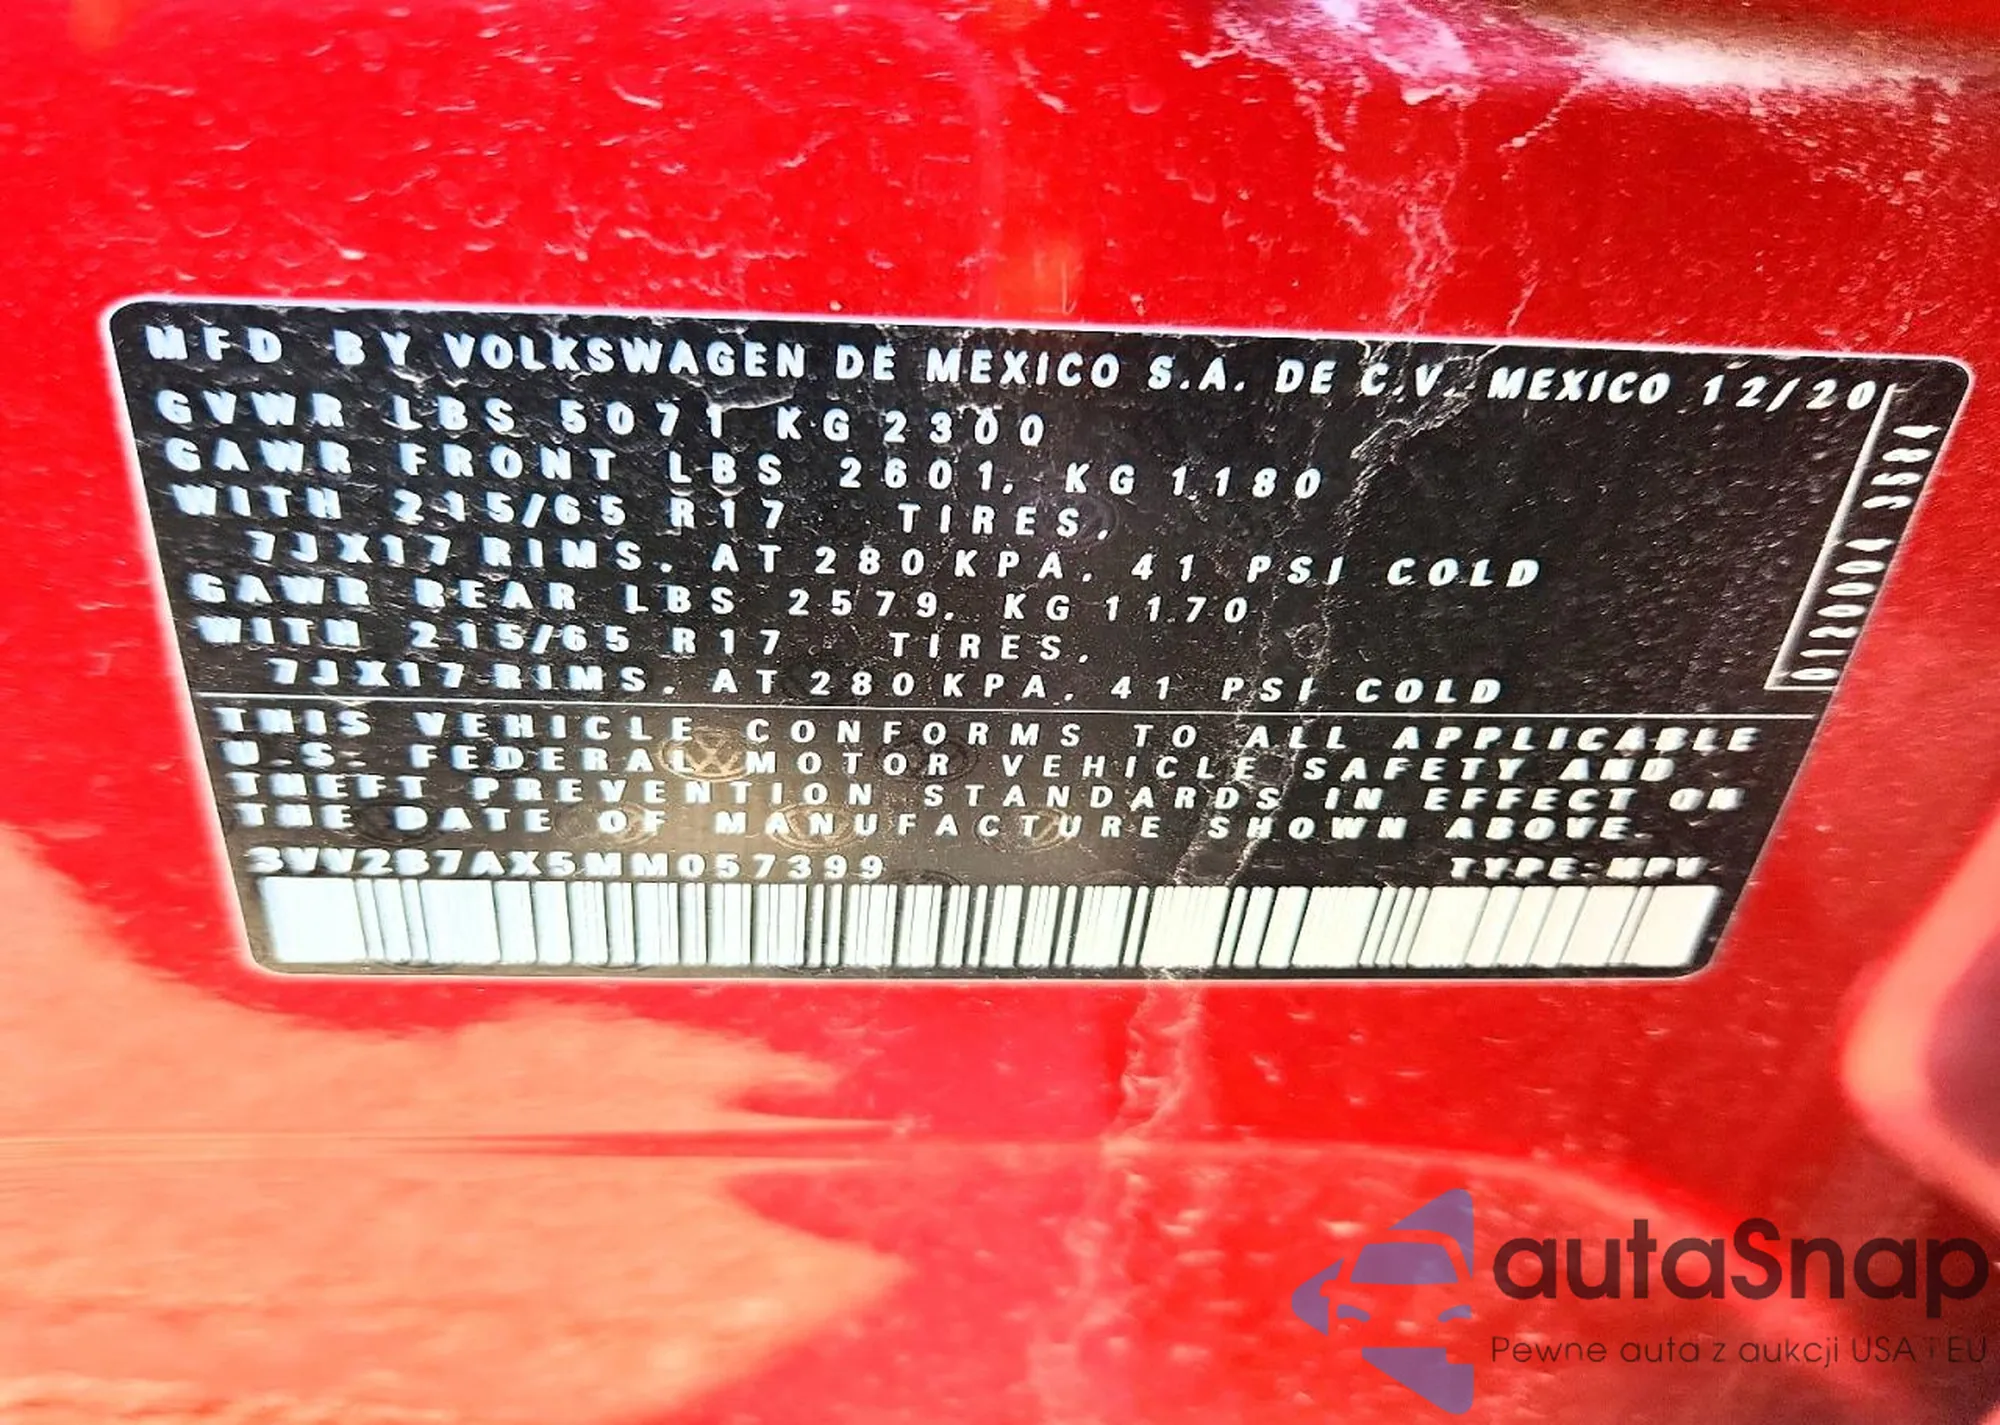 MFD BY VOLKSWAGEN DE MEXICO S.A. DE C.V. MEXICO 12/20
GVWR LBS 5071 KG 2300
GAWR FRONT LBS 2601, KG 1180
WITH 215/65 R17 TIRES,
7JX17 RIMS, AT 280 KPA, 41 PSI COLD
GAWR REAR LBS 2579, KG 1170
WITH 215/65 R17 TIRES,
7JX17 RIMS, AT 280 KPA, 41 PSI COLD
THIS VEHICLE CONFORMS TO ALL APPLICABLE
U.S. FEDERAL MOTOR VEHICLE SAFETY AND
THEFT PREVENTION STANDARDS IN EFFECT ON
THE DATE OF MANUFACTURE SHOWN ABOVE.
3VV2B7AX5MM057399 TYPE:MPV
autaSnap
Pewne auta z aukcji USA i EU